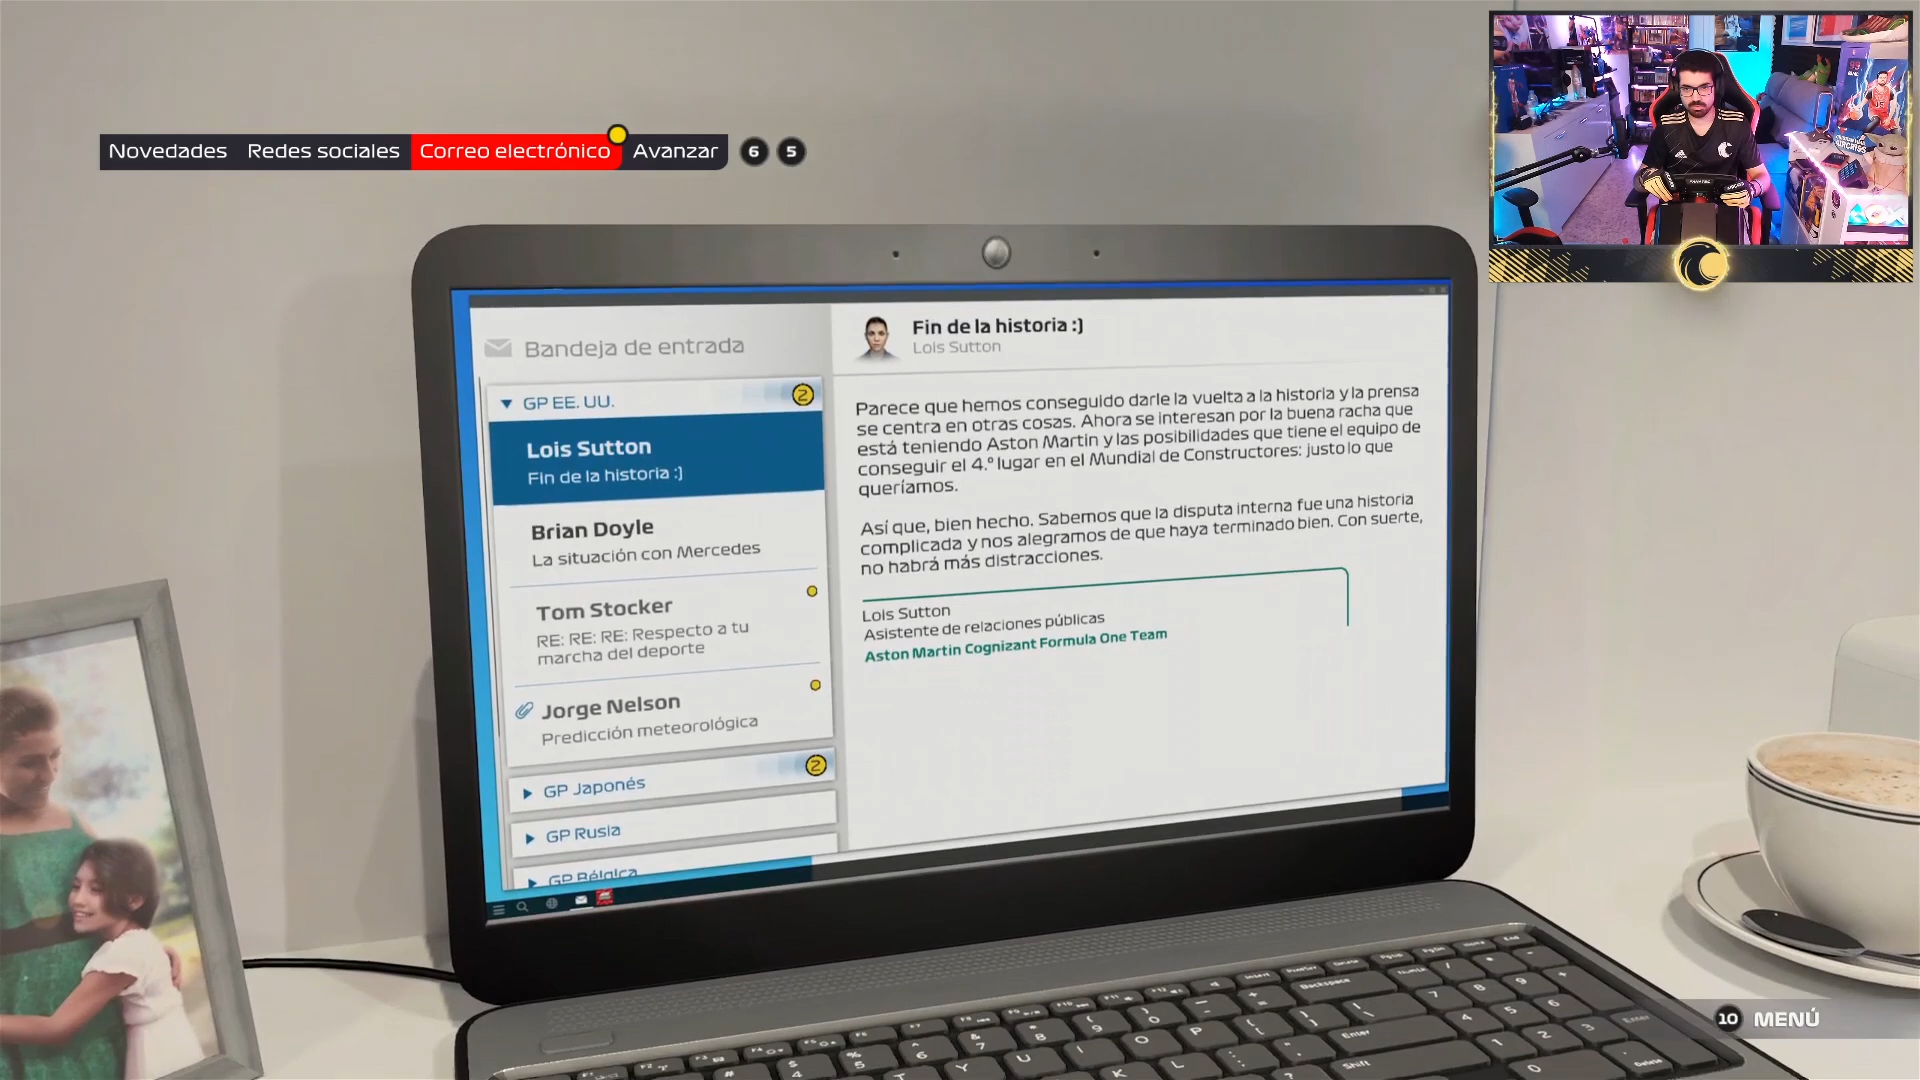 Novedades
Redes sociales
Correo electrónico
Avanzar
6
5
Bandeja de entrada
GP EE. UU.
2
Lois Sutton
Fin de la historia :)
Brian Doyle
La situación con Mercedes
Tom Stocker
RE: RE: RE: Respecto a tu
marcha del deporte
Jorge Nelson
Predicción meteorológica
GP Japonés
2
GP Rusia
GP Bélgica
Fin de la historia :)
Lois Sutton
Parece que hemos conseguido darle la vuelta a la historia y la prensa
se centra en otras cosas. Ahora se interesan por la buena racha que
está teniendo Aston Martin y las posibilidades que tiene el equipo de
conseguir el 4.º lugar en el Mundial de Constructores: justo lo que
queríamos.
Así que, bien hecho. Sabemos que la disputa interna fue una historia
complicada y nos alegramos de que haya terminado bien. Con suerte,
no habrá más distracciones.
Lois Sutton
Asistente de relaciones públicas
Aston Martin Cognizant Formula One Team
10 MENÚ